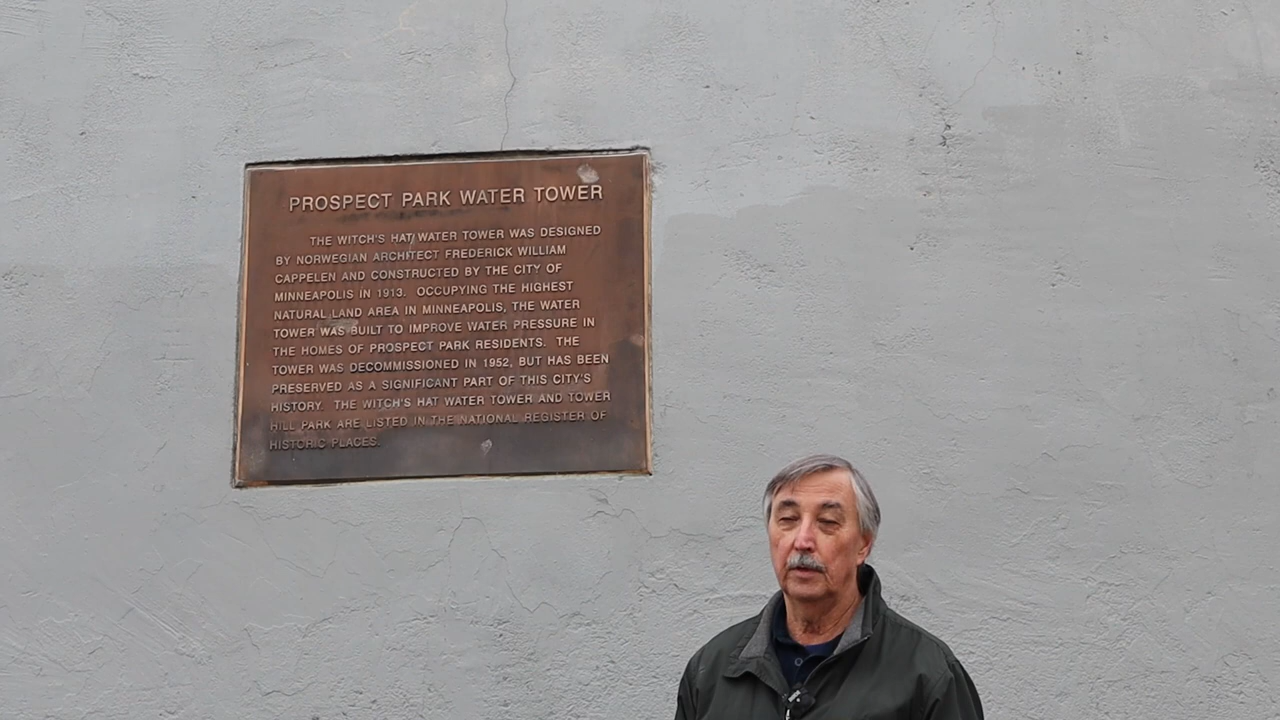 PROSPECT PARK WATER TOWER
THE WITCH'S HAT WATER TOWER WAS DESIGNED
BY NORWEGIAN ARCHITECT FREDERICK WILLIAM
CAPPELEN AND CONSTRUCTED BY THE CITY OF
MINNEAPOLIS IN 1913. OCCUPYING THE HIGHEST
NATURAL LAND AREA IN MINNEAPOLIS, THE WATER
TOWER WAS BUILT TO IMPROVE WATER PRESSURE IN
THE HOMES OF PROSPECT PARK RESIDENTS. THE
TOWER WAS DECOMMISSIONED IN 1952, BUT HAS BEEN
PRESERVED AS A SIGNIFICANT PART OF THIS CITY'S
HISTORY. THE WITCH'S HAT WATER TOWER AND TOWER
HILL PARK ARE LISTED IN THE NATIONAL REGISTER OF
HISTORIC PLACES.